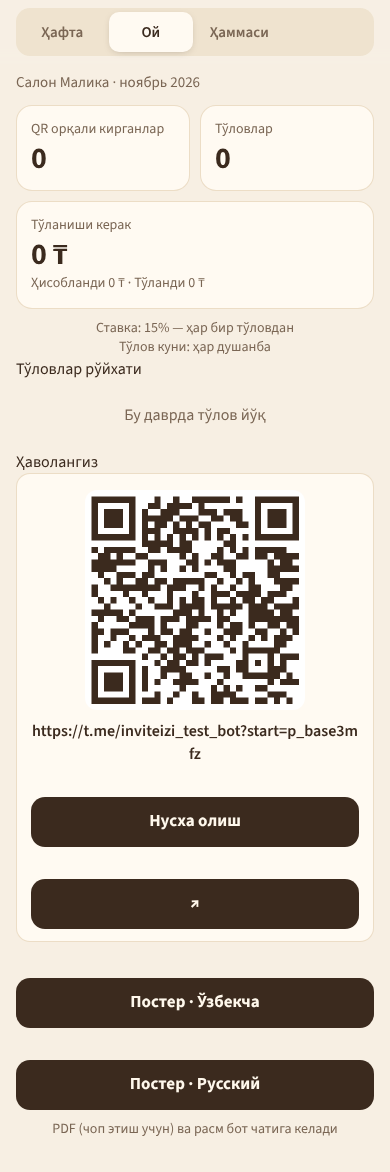 Ҳафта Ой Ҳаммаси
Салон Малика · ноябрь 2026
QR орқали кирганлар
0
Тўловлар
0
Тўланиши керак
0 ₸
Ҳисобланди 0 ₸ · Тўланди 0 ₸
Ставка: 15% — ҳар бир тўловдан
Тўлов куни: ҳар душанба
Тўловлар рўйхати
Бу даврда тўлов йўқ
Ҳаволангиз
https://t.me/inviteizi_test_bot?start=p_base3m
fz
Нусха олиш
↗
Постер · Ўзбекча
Постер · Русский
PDF (чоп этиш учун) ва расм бот чатига келади